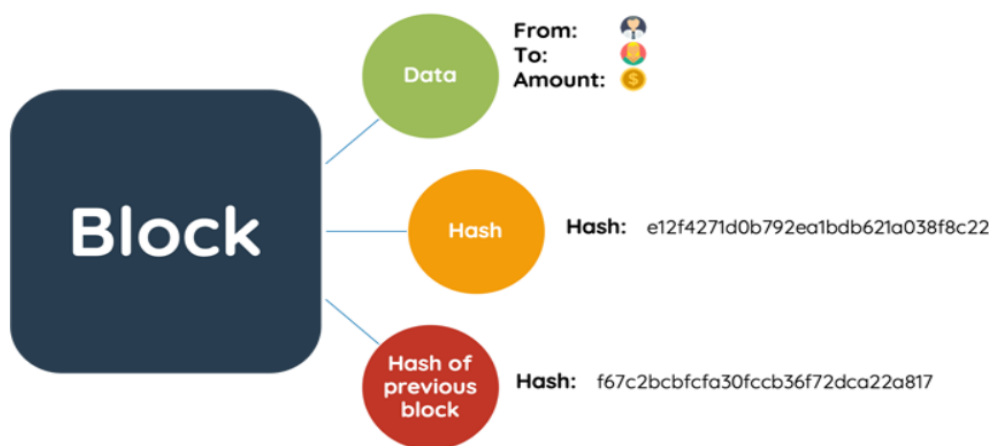 Block
Data
From:
To:
Amount:
Hash
Hash: e12f4271d0b792ea1bdb621a038f8c22
Hash of
previous
block
Hash: f67c2bcbfcfa30fccb36f72dca22a817